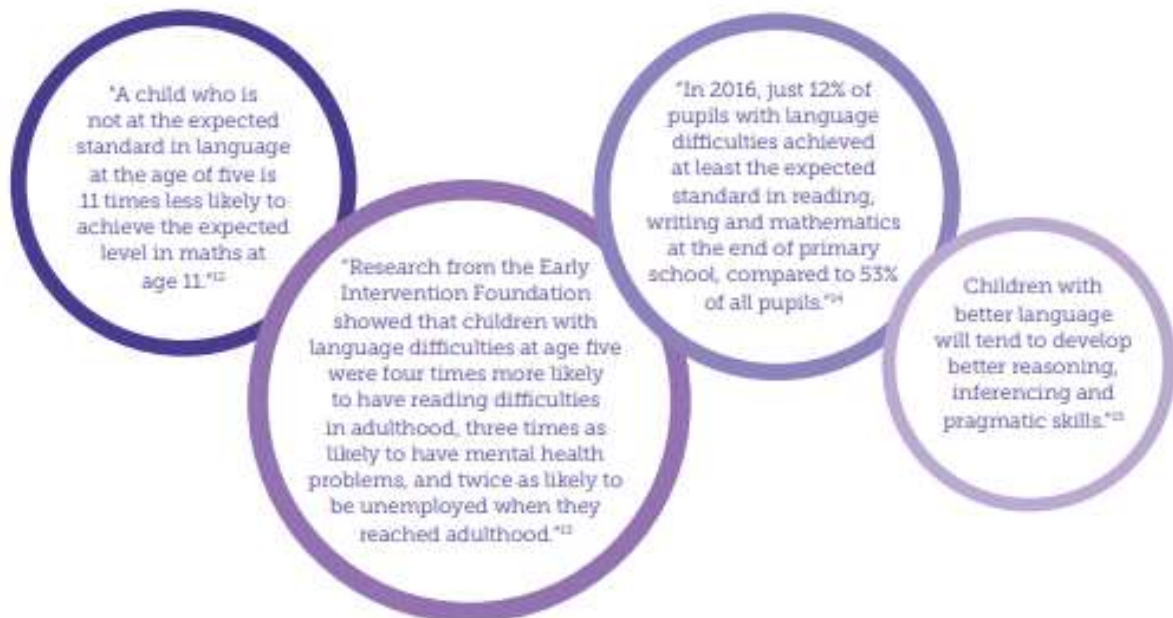 "A child who is
not at the expected
standard in language
at the age of five is
11 times less likely to
achieve the expected
level in maths at
age 11."¹²
"Research from the Early
Intervention Foundation
showed that children with
language difficulties at age five
were four times more likely
to have reading difficulties
in adulthood, three times as
likely to have mental health
problems, and twice as likely to
be unemployed when they
reached adulthood."¹³
"In 2016, just 12% of
pupils with language
difficulties achieved
at least the expected
standard in reading,
writing and mathematics
at the end of primary
school, compared to 53%
of all pupils."¹⁴
Children with
better language
will tend to develop
better reasoning,
inferencing and
pragmatic skills."¹⁵